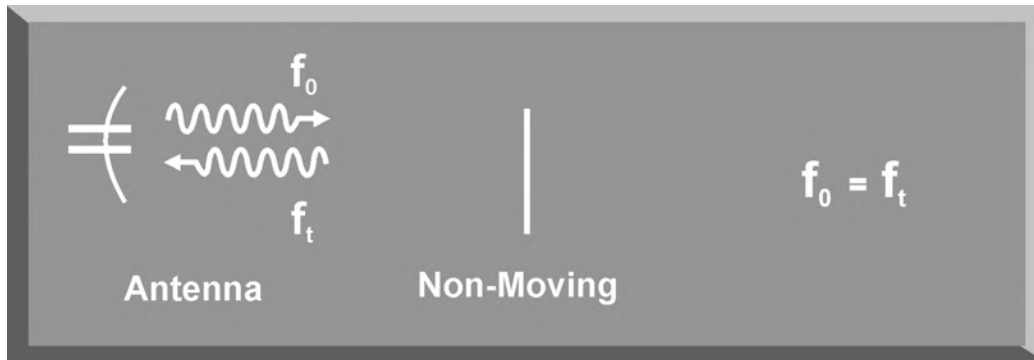 f₀
fₜ
Antenna
Non-Moving
f₀ = fₜ